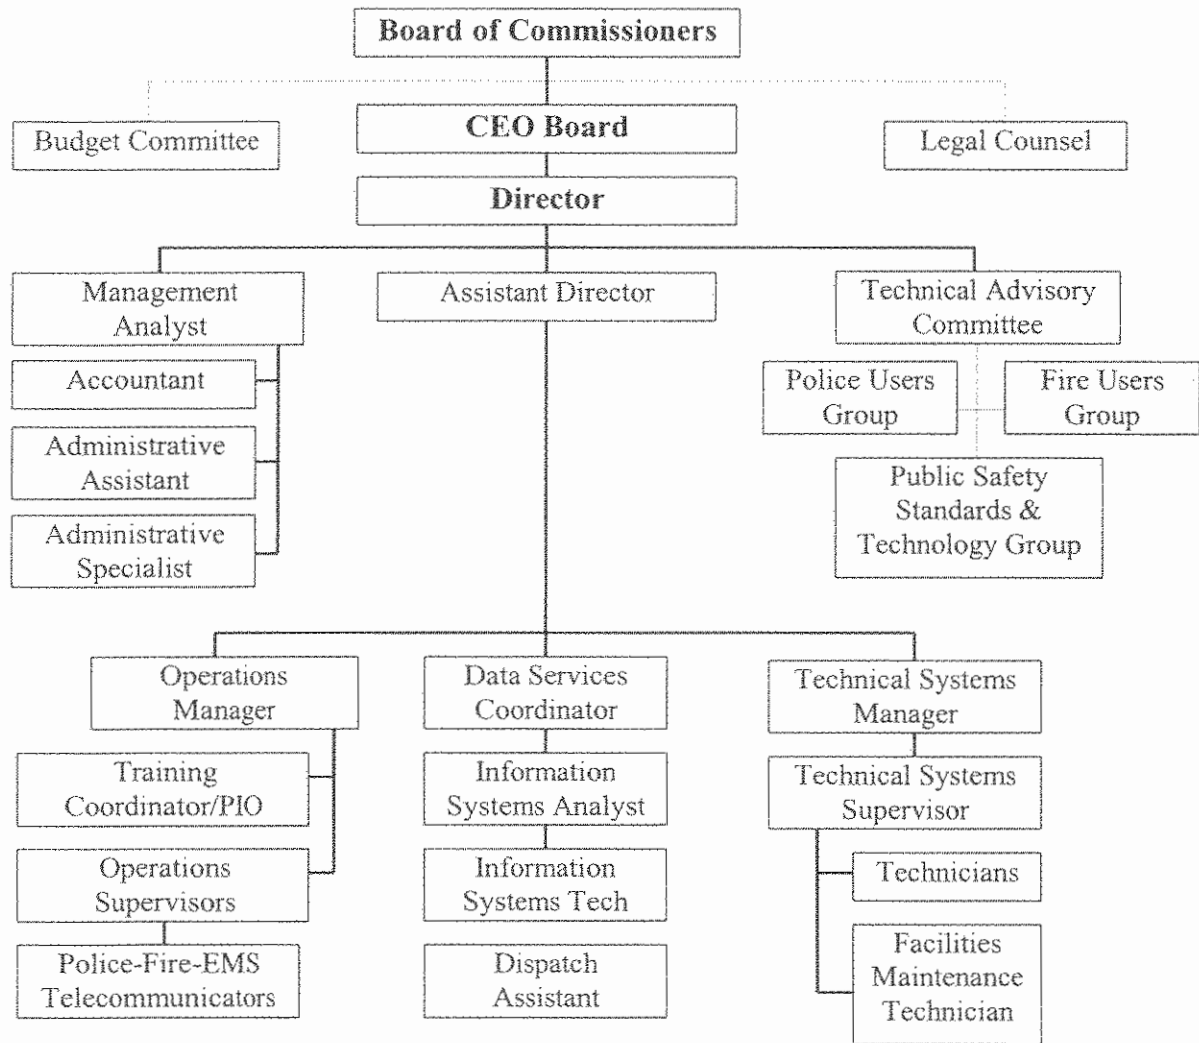 Board of Commissioners
Budget Committee
CEO Board
Legal Counsel
Director
Management
Analyst
Assistant Director
Technical Advisory
Committee
Accountant
Police Users
Group
Fire Users
Group
Administrative
Assistant
Public Safety
Standards &
Technology Group
Administrative
Specialist
Operations
Manager
Data Services
Coordinator
Technical Systems
Manager
Training
Coordinator/PIO
Information
Systems Analyst
Technical Systems
Supervisor
Operations
Supervisors
Information
Systems Tech
Technicians
Police-Fire-EMS
Telecommunicators
Dispatch
Assistant
Facilities
Maintenance
Technician